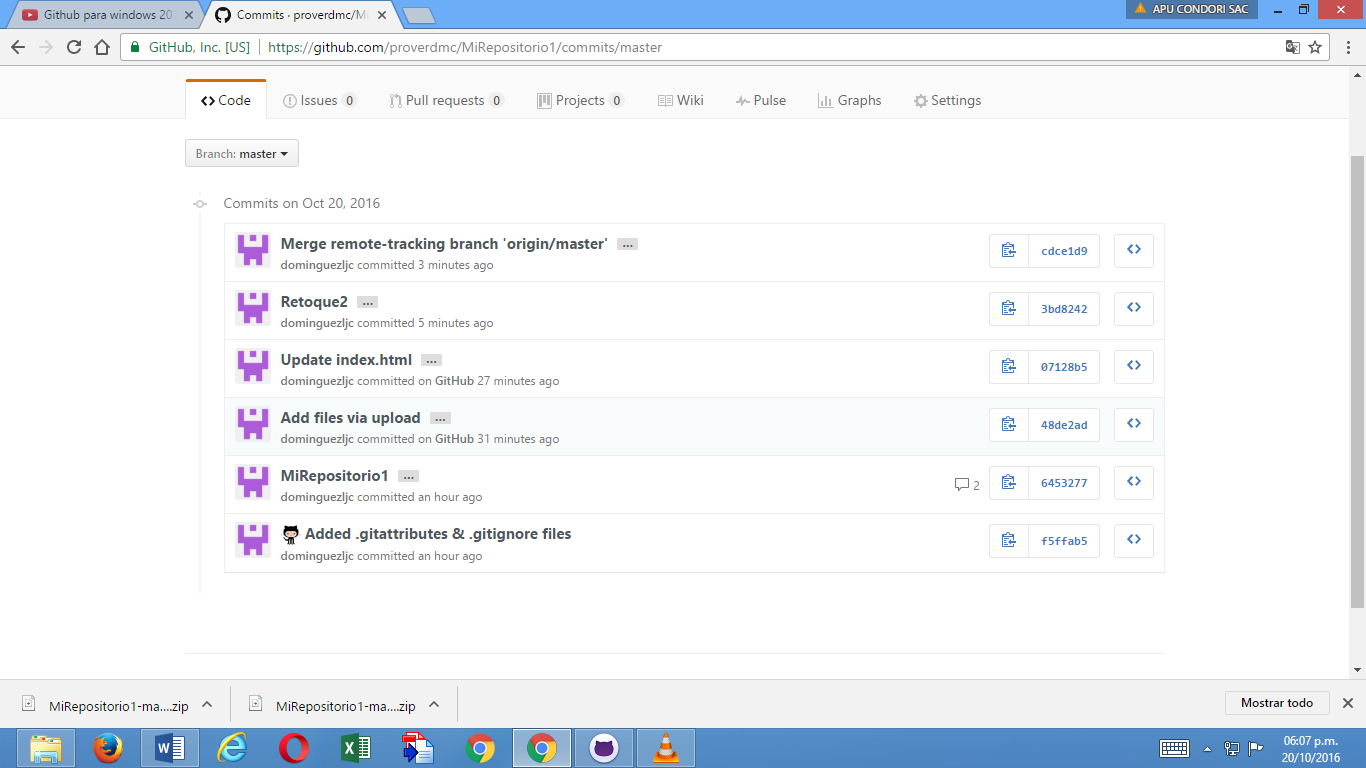 Github para windows 20
Commits · proverdmc/Mi
APU CONDORI SAC
GitHub, Inc. [US]
https://github.com/proverdmc/MiRepositorio1/commits/master
Code
Issues 0
Pull requests 0
Projects 0
Wiki
Pulse
Graphs
Settings
Branch: master
Commits on Oct 20, 2016
Merge remote-tracking branch 'origin/master' …
dominguezljc committed 3 minutes ago
cdce1d9
Retoque2 …
dominguezljc committed 5 minutes ago
3bd8242
Update index.html …
dominguezljc committed on GitHub 27 minutes ago
07128b5
Add files via upload …
dominguezljc committed on GitHub 31 minutes ago
48de2ad
MiRepositorio1 …
dominguezljc committed an hour ago
2
6453277
Added .gitattributes & .gitignore files
dominguezljc committed an hour ago
f5ffab5
MiRepositorio1-ma....zip
MiRepositorio1-ma....zip
Mostrar todo
06:07 p.m.
20/10/2016